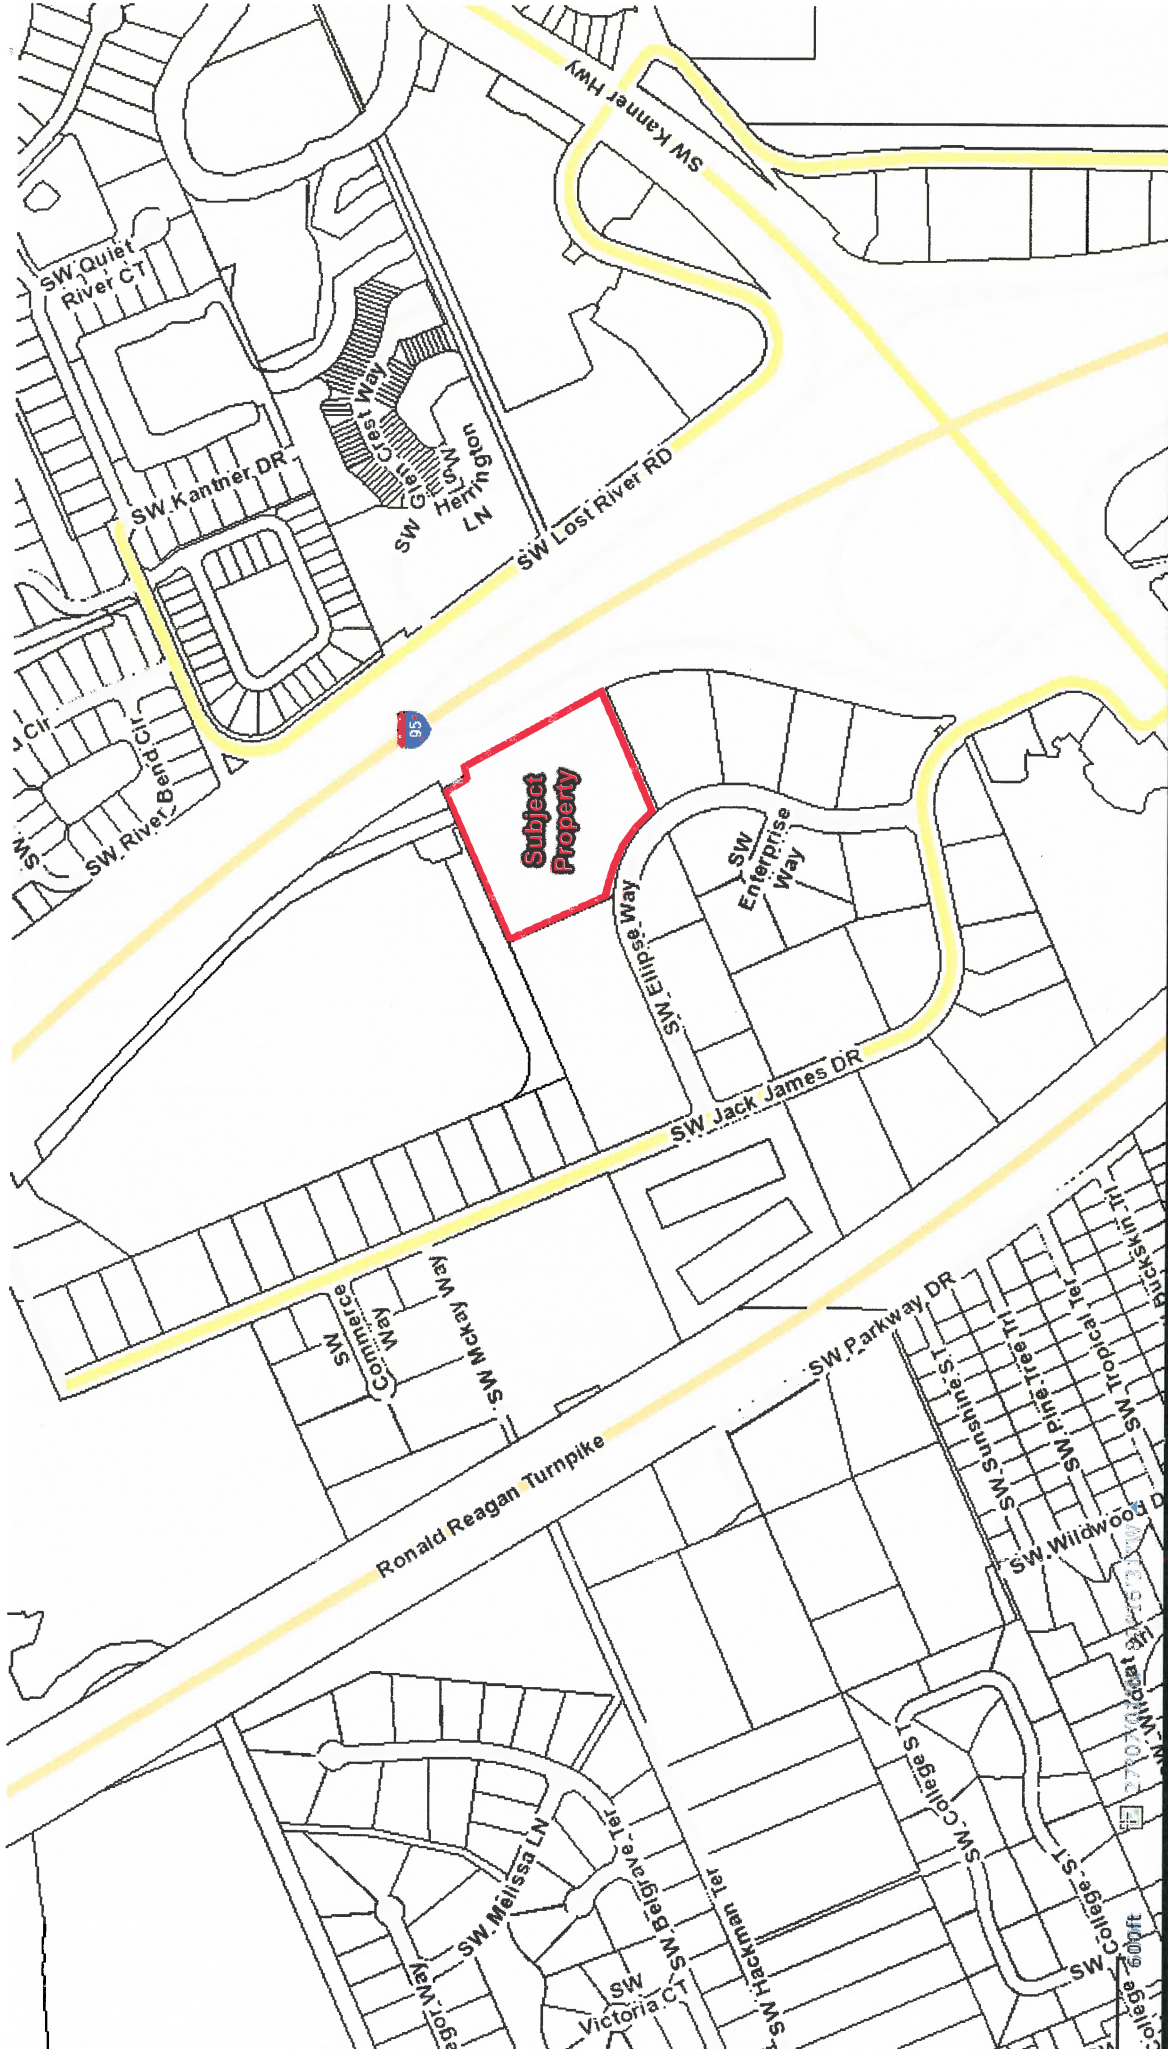 SW Kanner Hwy
SW Quiet
River CT
SW Kantner DR
SW Glen Crest Way
SW
Herrington
LN
SW Lost River RD
SW River Bend Cir
95
Subject
Property
SW
Enterprise
Way
SW Ellipse Way
SW Jack James DR
SW
Commerce
Way
SW Mckay Way
SW Parkway DR
Ronald Reagan Turnpike
SW Sunshine ST
SW Pine Tree Trl
SW Tropical Ter
Buckskin Trl
SW Wildwood D
SW Wildcat Trl
SW College ST
SW College ST
SW College
SW Melissa LN
SW Belgrave Ter
SW Hackman Ter
SW
Victoria CT
600ft